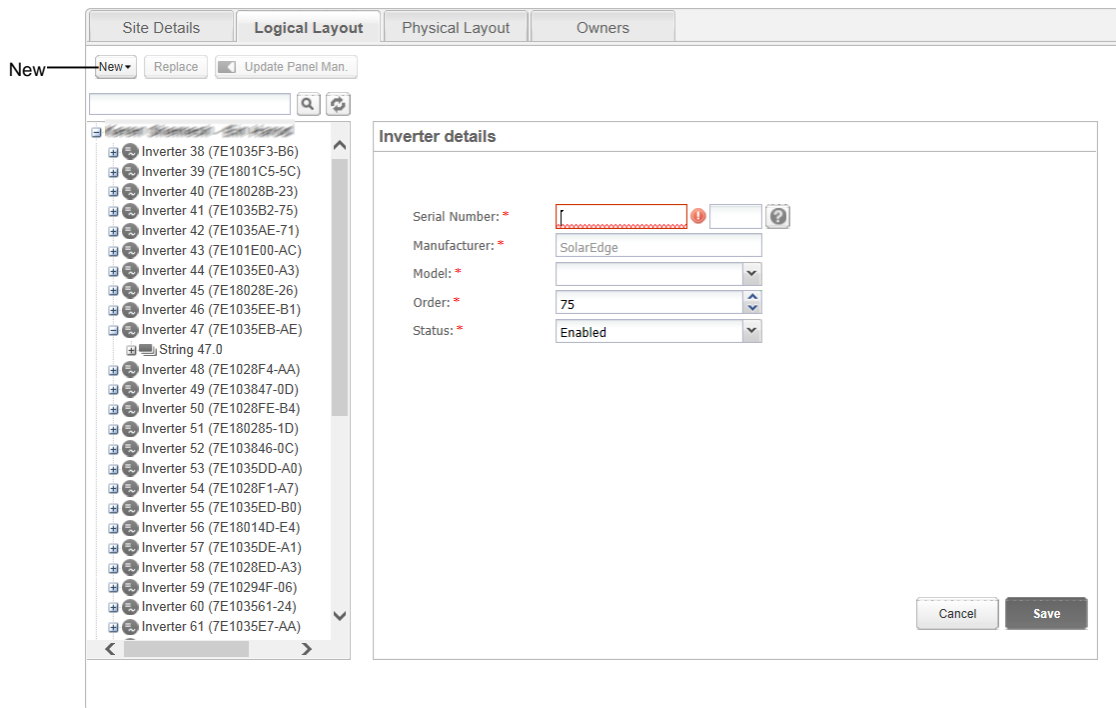 Site Details
Logical Layout
Physical Layout
Owners
New
New
Replace
Update Panel Man.
Inverter 38 (7E1035F3-B6)
Inverter 39 (7E1801C5-5C)
Inverter 40 (7E18028B-23)
Inverter 41 (7E1035B2-75)
Inverter 42 (7E1035AE-71)
Inverter 43 (7E101E00-AC)
Inverter 44 (7E1035E0-A3)
Inverter 45 (7E18028E-26)
Inverter 46 (7E1035EE-B1)
Inverter 47 (7E1035EB-AE)
String 47.0
Inverter 48 (7E1028F4-AA)
Inverter 49 (7E103847-0D)
Inverter 50 (7E1028FE-B4)
Inverter 51 (7E180285-1D)
Inverter 52 (7E103846-0C)
Inverter 53 (7E1035DD-A0)
Inverter 54 (7E1028F1-A7)
Inverter 55 (7E1035ED-B0)
Inverter 56 (7E18014D-E4)
Inverter 57 (7E1035DE-A1)
Inverter 58 (7E1028ED-A3)
Inverter 59 (7E10294F-06)
Inverter 60 (7E103561-24)
Inverter 61 (7E1035E7-AA)
Inverter details
Serial Number: *
Manufacturer: * SolarEdge
Model: *
Order: * 75
Status: * Enabled
Cancel
Save